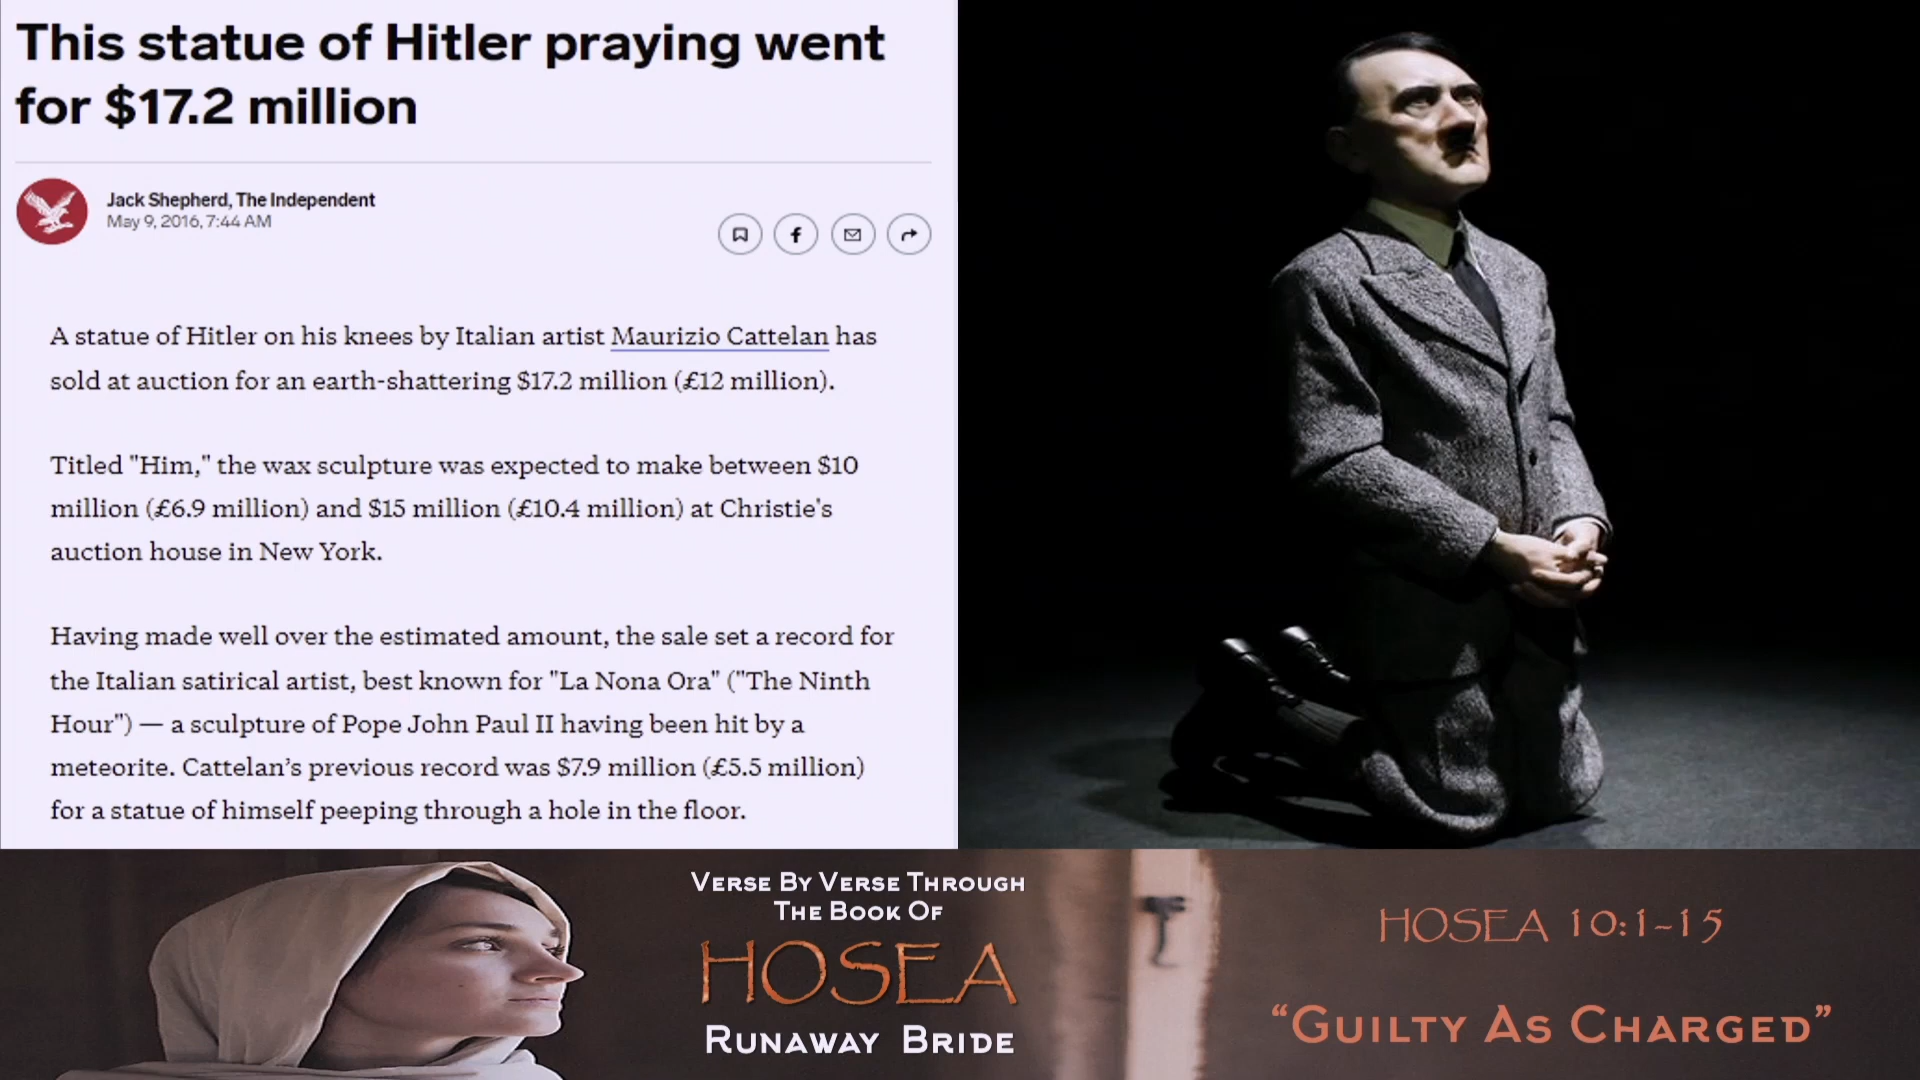 This statue of Hitler praying went
for $17.2 million
Jack Shepherd, The Independent
May 9, 2016, 7:44 AM
A statue of Hitler on his knees by Italian artist Maurizio Cattelan has
sold at auction for an earth-shattering $17.2 million (£12 million).
Titled "Him," the wax sculpture was expected to make between $10
million (£6.9 million) and $15 million (£10.4 million) at Christie's
auction house in New York.
Having made well over the estimated amount, the sale set a record for
the Italian satirical artist, best known for "La Nona Ora" ("The Ninth
Hour") — a sculpture of Pope John Paul II having been hit by a
meteorite. Cattelan’s previous record was $7.9 million (£5.5 million)
for a statue of himself peeping through a hole in the floor.
VERSE BY VERSE THROUGH
THE BOOK OF
HOSEA
RUNAWAY BRIDE
HOSEA 10:1-15
“GUILTY AS CHARGED”